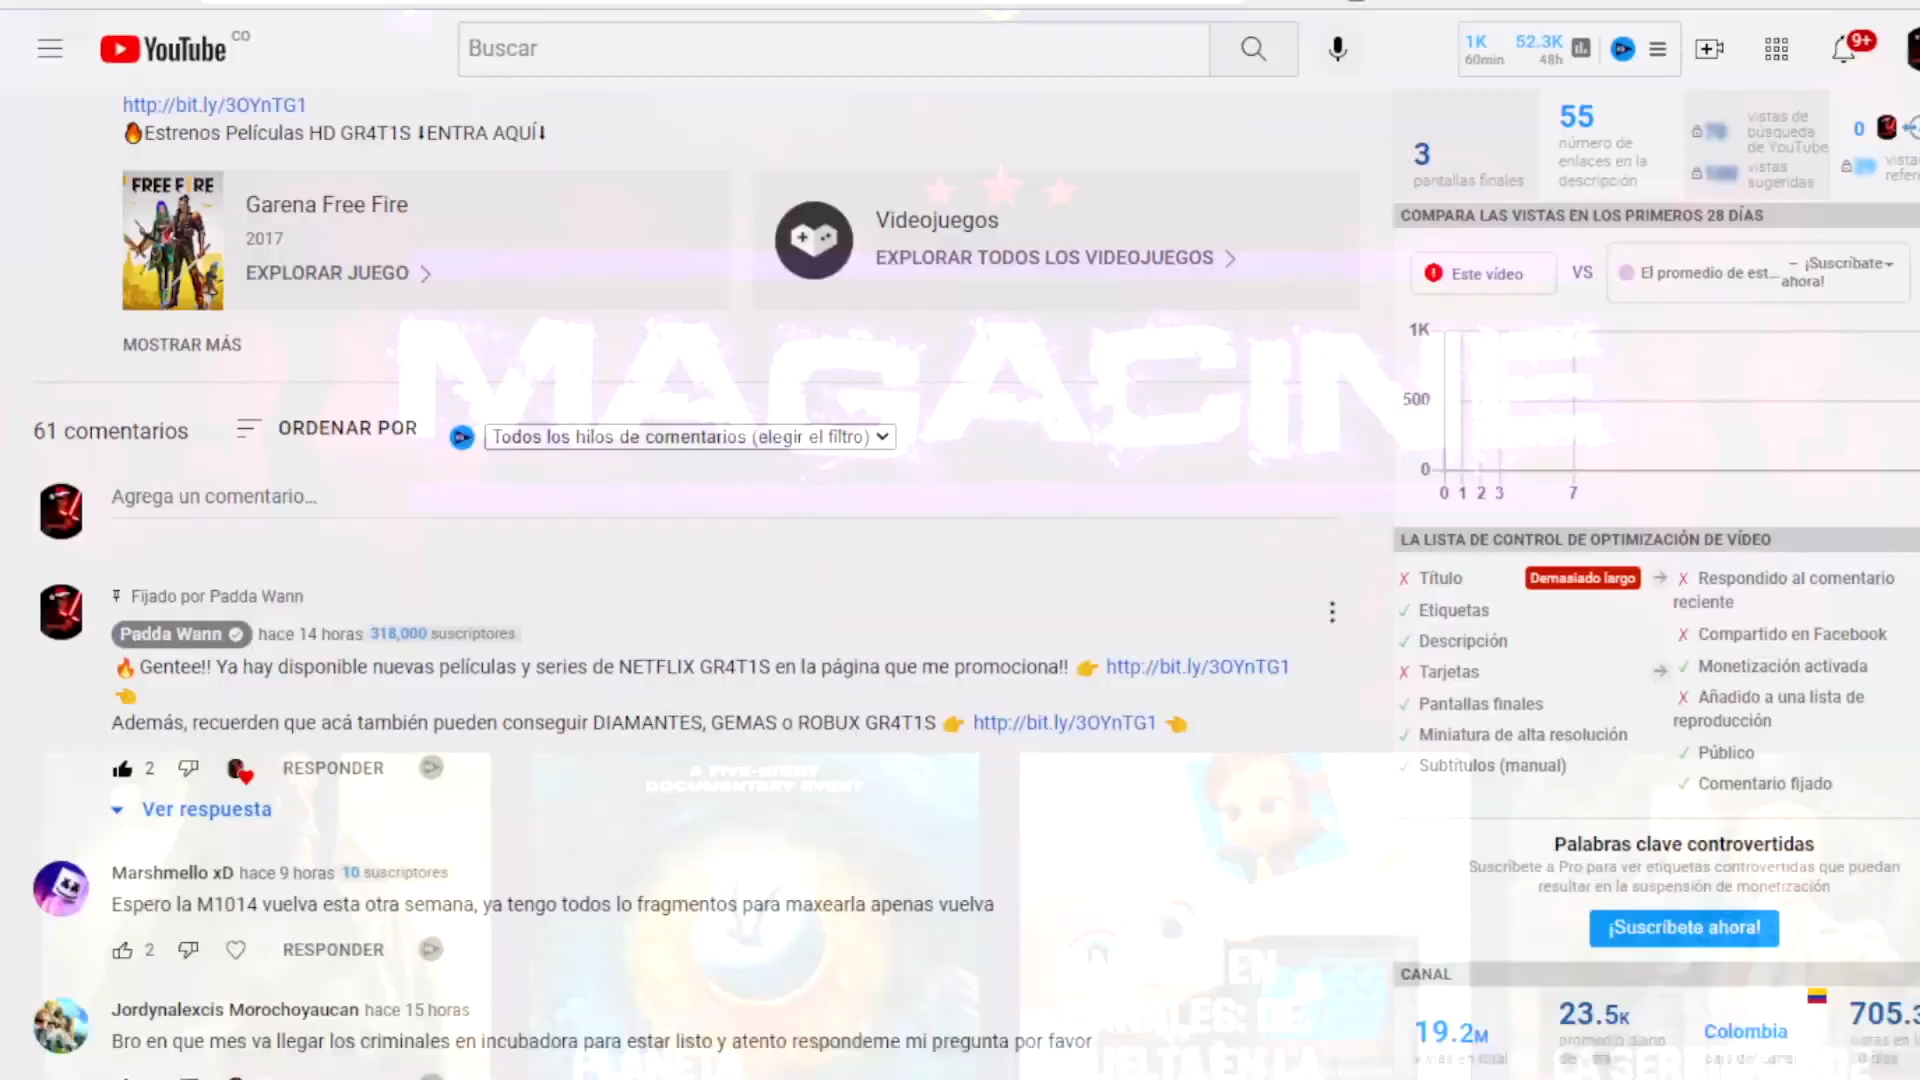 YouTube CO
Buscar
1K 60min
52.3K 48h
9+
http://bit.ly/3OYnTG1
🔥Estrenos Películas HD GR4T1S ⬇ENTRA AQUÍ⬇
FREE FIRE
Garena Free Fire
2017
EXPLORAR JUEGO
Videojuegos
EXPLORAR TODOS LOS VIDEOJUEGOS
MOSTRAR MÁS
MAGACINE
61 comentarios
ORDENAR POR
Todos los hilos de comentarios (elegir el filtro)
Agrega un comentario...
Fijado por Padda Wann
Padda Wann hace 14 horas 318,000 suscriptores
🔥Gentee!! Ya hay disponible nuevas películas y series de NETFLIX GR4T1S en la página que me promociona!! 👉 http://bit.ly/3OYnTG1
👈
Además, recuerden que acá también pueden conseguir DIAMANTES, GEMAS o ROBUX GR4T1S 👉 http://bit.ly/3OYnTG1 👈
2 RESPONDER
Ver respuesta
A FIVE-NIGHT
DOCUMENTARY EVENT
Marshmello xD hace 9 horas 10 suscriptores
Espero la M1014 vuelva esta otra semana, ya tengo todos lo fragmentos para maxearla apenas vuelva
2 RESPONDER
Jordynalexcis Morochoyaucan hace 15 horas
Bro en que mes va llegar los criminales en incubadora para estar listo y atento respondeme mi pregunta por favor
PLANETA
EN
3
pantallas finales
55
número de
enlaces en la
descripción
vistas de
búsqueda
de YouTube
vistas
sugeridas
0
COMPARA LAS VISTAS EN LOS PRIMEROS 28 DÍAS
Este vídeo
VS
El promedio de est...
– ¡Suscríbate
ahora!
1K
500
0
0 1 2 3 7
LA LISTA DE CONTROL DE OPTIMIZACIÓN DE VÍDEO
X Título Demasiado largo
✓ Etiquetas
✓ Descripción
X Tarjetas
✓ Pantallas finales
✓ Miniatura de alta resolución
✓ Subtítulos (manual)
X Respondido al comentario
reciente
X Compartido en Facebook
✓ Monetización activada
X Añadido a una lista de
reproducción
✓ Público
✓ Comentario fijado
Palabras clave controvertidas
Suscríbete a Pro para ver etiquetas controvertidas que puedan
resultar en la suspensión de monetización
¡Suscríbete ahora!
CANAL
19.2M
23.5K
promedio diario
Colombia
705.3